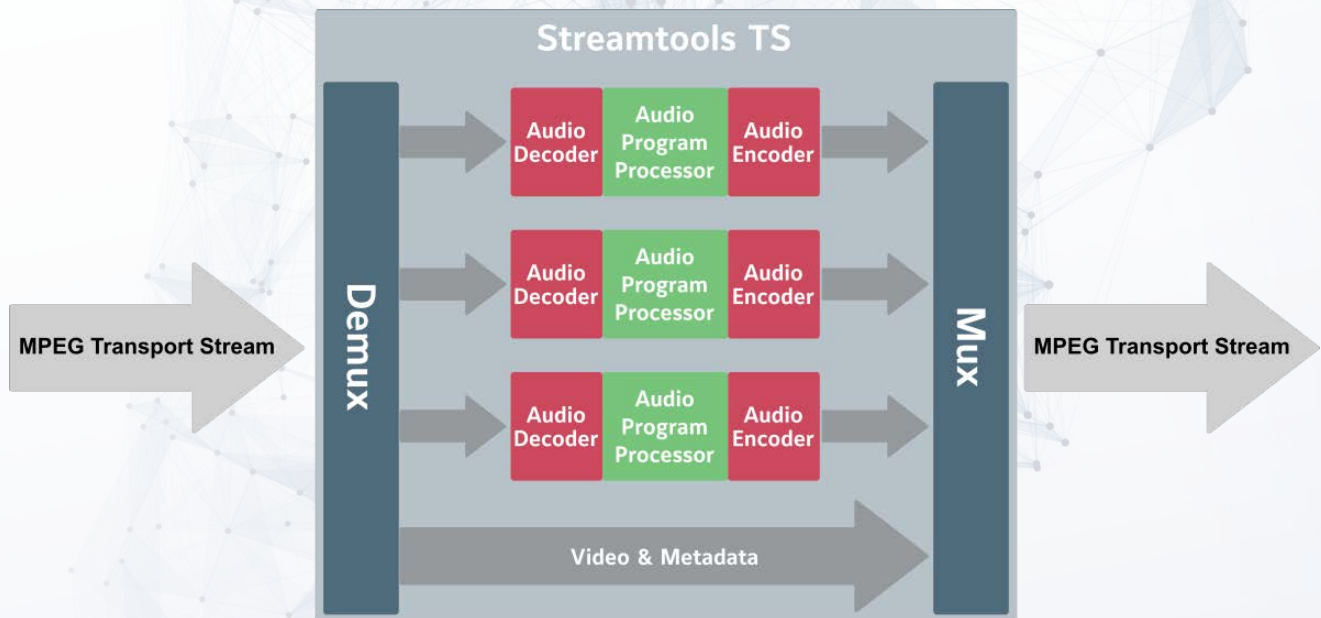 Streamtools TS
MPEG Transport Stream
Demux
Audio
Decoder
Audio
Program
Processor
Audio
Encoder
Audio
Decoder
Audio
Program
Processor
Audio
Encoder
Audio
Decoder
Audio
Program
Processor
Audio
Encoder
Video & Metadata
Mux
MPEG Transport Stream